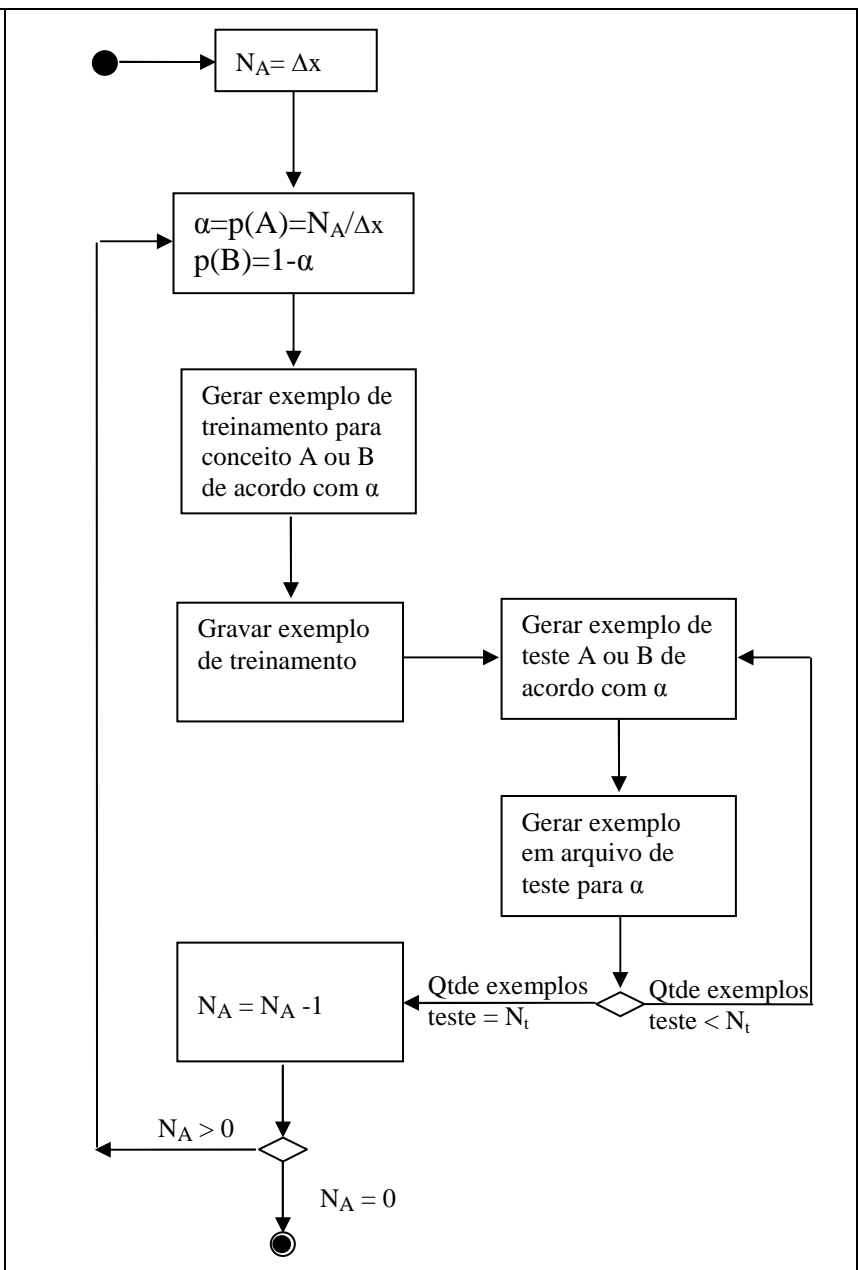 N_A= Δx
α=p(A)=N_A/Δx
p(B)=1-α
Gerar exemplo de
treinamento para
conceito A ou B
de acordo com α
Gravar exemplo
de treinamento
Gerar exemplo de
teste A ou B de
acordo com α
Gerar exemplo
em arquivo de
teste para α
Qtde exemplos
teste = N_t
Qtde exemplos
teste < N_t
N_A = N_A -1
N_A > 0
N_A = 0